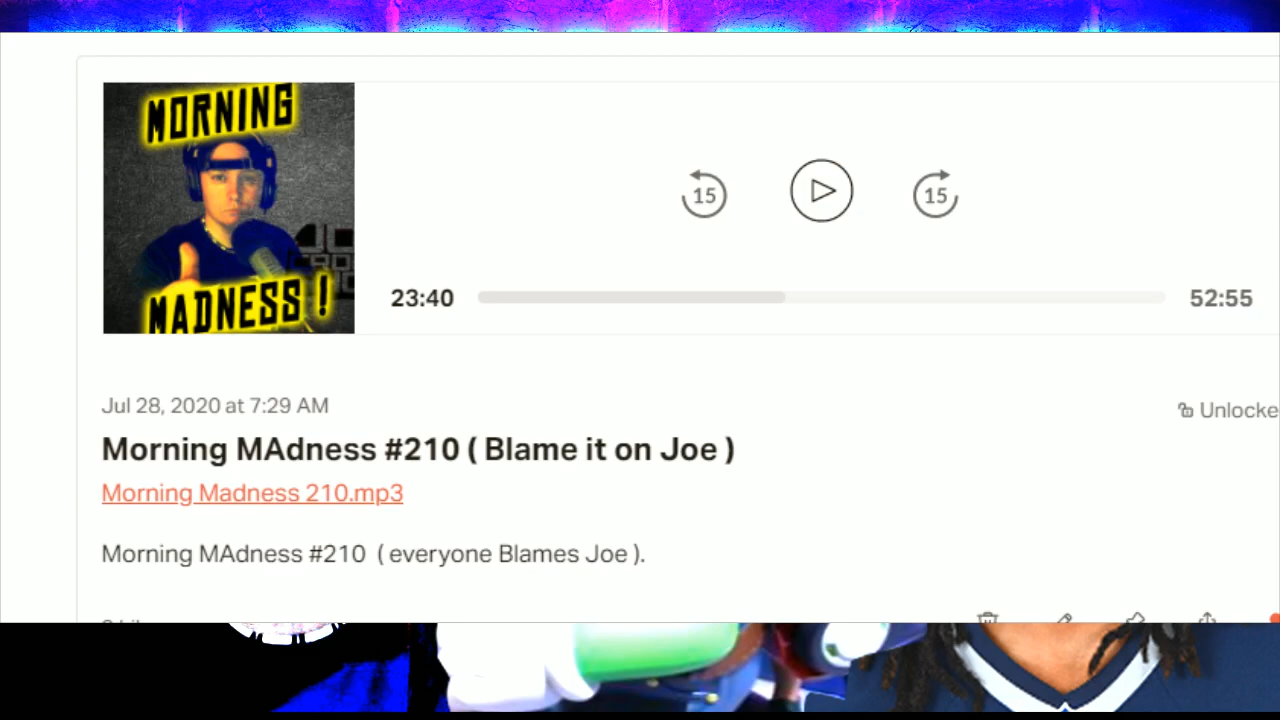 MORNING
MADNESS !
15
15
23:40
52:55
Jul 28, 2020 at 7:29 AM
Unlocke
Morning MAdness #210 ( Blame it on Joe )
Morning Madness 210.mp3
Morning MAdness #210 ( everyone Blames Joe ).